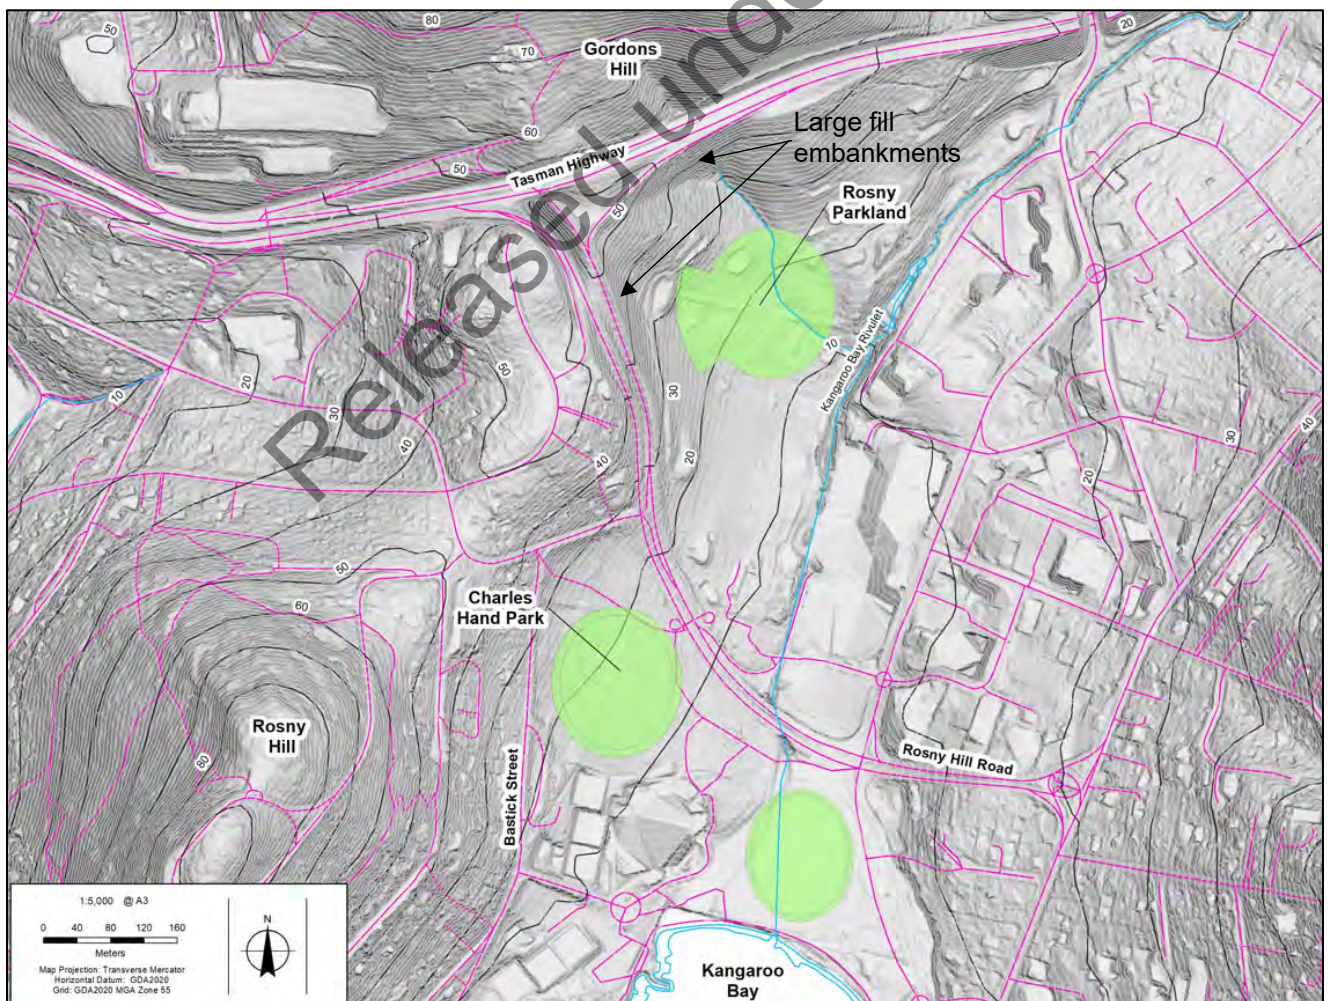 80
50
70
20
Gordons
Hill
60
50
Tasman Highway
Large fill
embankments
Rosny
Parkland
50
10
Kangaroo Bay Rivulet
50
10
20
30
40
30
20
40
30
20
40
50
60
Charles
Hand Park
Rosny
Hill
80
Bastick Street
Rosny Hill Road
Kangaroo
Bay
1:5,000 @ A3
0 40 80 120 160
Meters
Map Projection: Transverse Mercator
Horizontal Datum: GDA2020
Grid: GDA2020 MGA Zone 55
N
Released unde